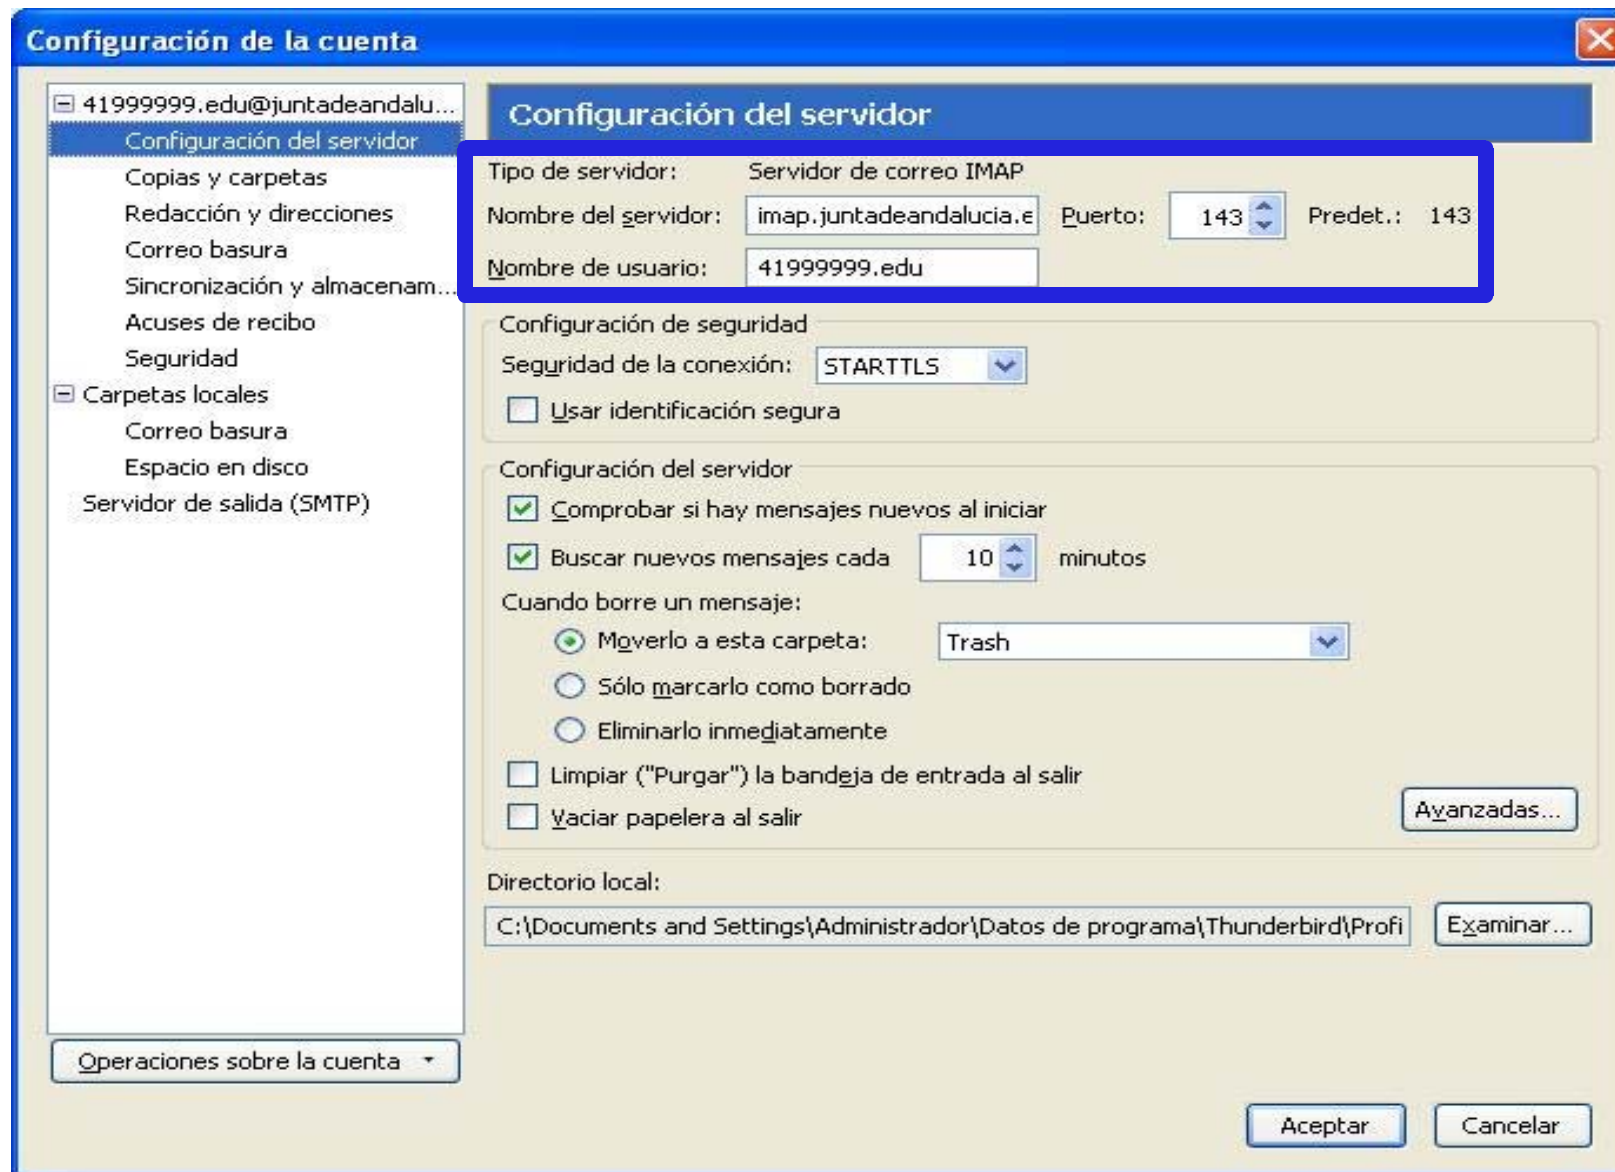 Configuración de la cuenta
41999999.edu@juntadeandalu...
Configuración del servidor
Copias y carpetas
Redacción y direcciones
Correo basura
Sincronización y almacenam...
Acuses de recibo
Seguridad
Carpetas locales
Correo basura
Espacio en disco
Servidor de salida (SMTP)
Operaciones sobre la cuenta
Configuración del servidor
Tipo de servidor: Servidor de correo IMAP
Nombre del servidor: imap.juntadeandalucia.e Puerto: 143 Predet.: 143
Nombre de usuario: 41999999.edu
Configuración de seguridad
Seguridad de la conexión: STARTTLS
Usar identificación segura
Configuración del servidor
Comprobar si hay mensajes nuevos al iniciar
Buscar nuevos mensajes cada 10 minutos
Cuando borre un mensaje:
Moverlo a esta carpeta: Trash
Sólo marcarlo como borrado
Eliminarlo inmediatamente
Limpiar ("Purgar") la bandeja de entrada al salir
Vaciar papelera al salir
Avanzadas...
Directorio local:
C:\Documents and Settings\Administrador\Datos de programa\Thunderbird\Profi Examinar...
Aceptar Cancelar